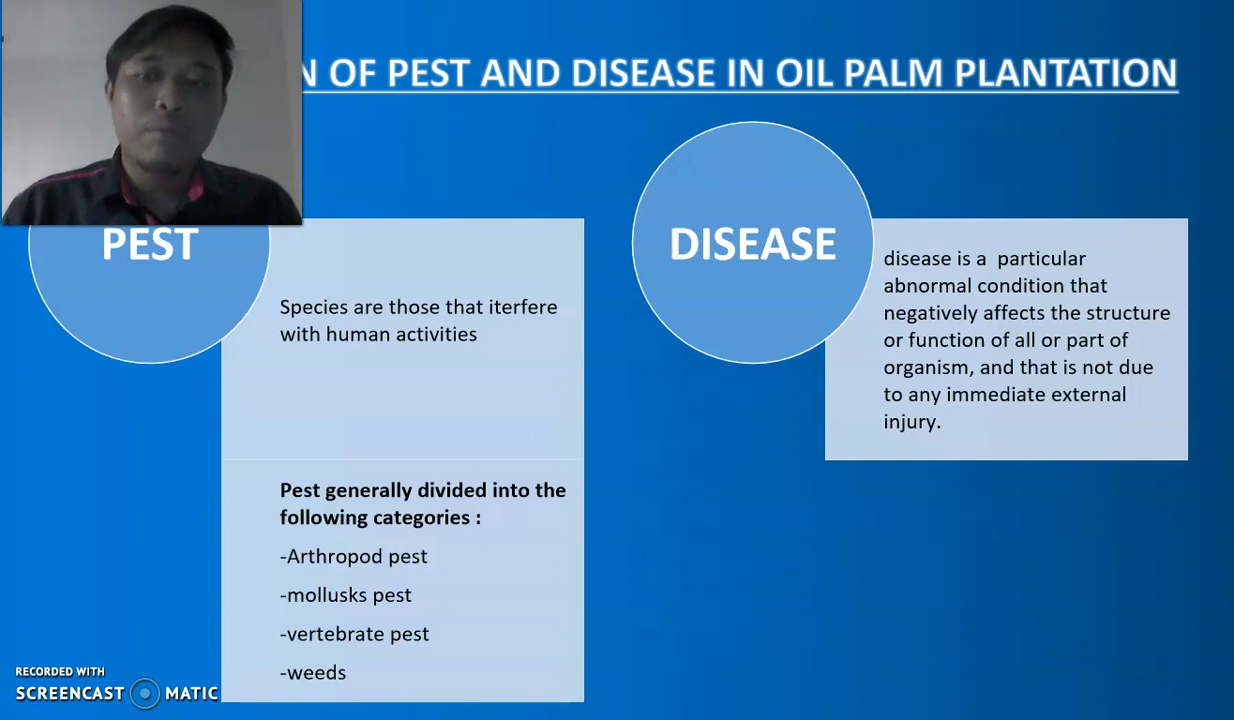 N OF PEST AND DISEASE IN OIL PALM PLANTATION
PEST
Species are those that iterfere
with human activities
Pest generally divided into the
following categories :
-Arthropod pest
-mollusks pest
-vertebrate pest
-weeds
DISEASE
disease is a  particular
abnormal condition that
negatively affects the structure
or function of all or part of
organism, and that is not due
to any immediate external
injury.
RECORDED WITH
SCREENCAST MATIC